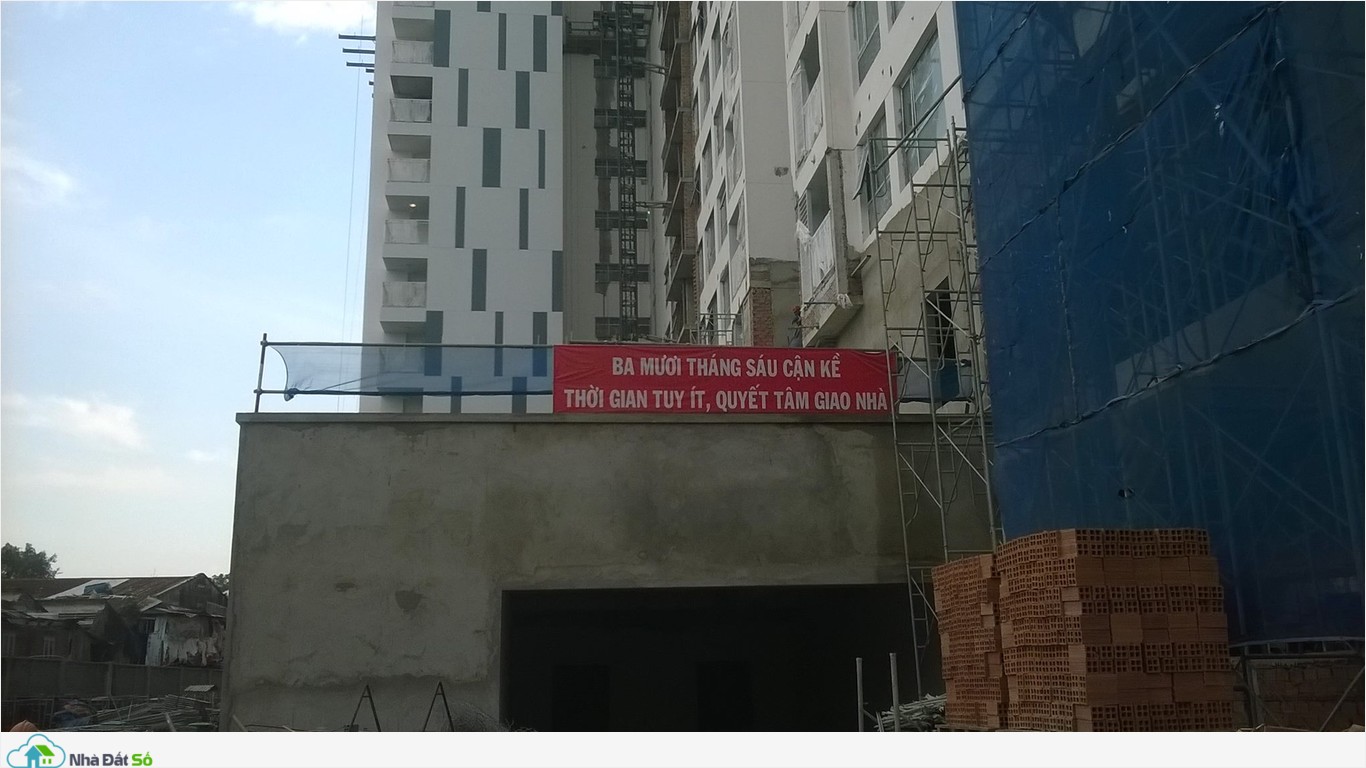 BA MƯƠI THÁNG SÁU CẬN KỀ
THỜI GIAN TUY ÍT, QUYẾT TÂM GIAO NHÀ
Nhà Đất Số